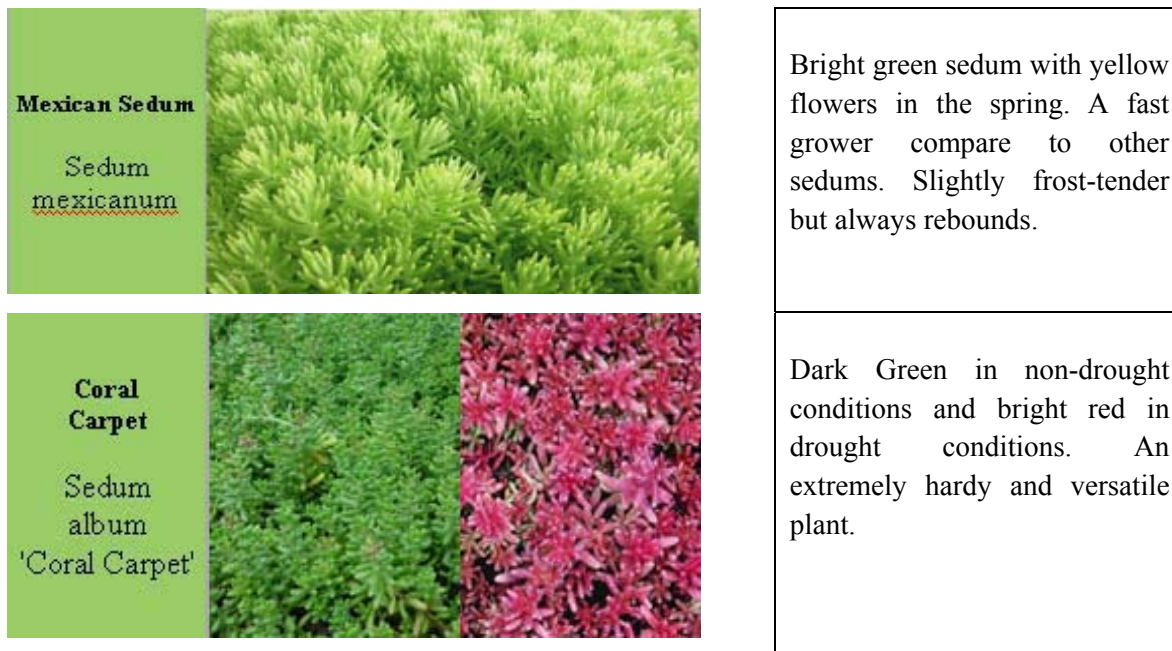 Mexican Sedum
Sedum
mexicanum
Bright green sedum with yellow
flowers in the spring. A fast
grower compare to other
sedums. Slightly frost-tender
but always rebounds.
Coral
Carpet
Sedum
album
'Coral Carpet'
Dark Green in non-drought
conditions and bright red in
drought conditions. An
extremely hardy and versatile
plant.